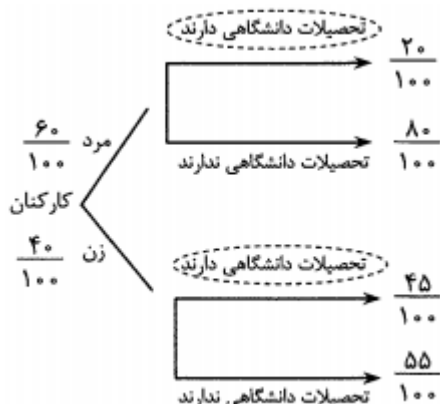 تحصیلات دانشگاهی دارند
۲۰
۱۰۰
۶۰
۱۰۰
مرد
۸۰
۱۰۰
تحصیلات دانشگاهی ندارند
کارکنان
۴۰
۱۰۰
زن
تحصیلات دانشگاهی دارند
۴۵
۱۰۰
۵۵
۱۰۰
تحصیلات دانشگاهی ندارند